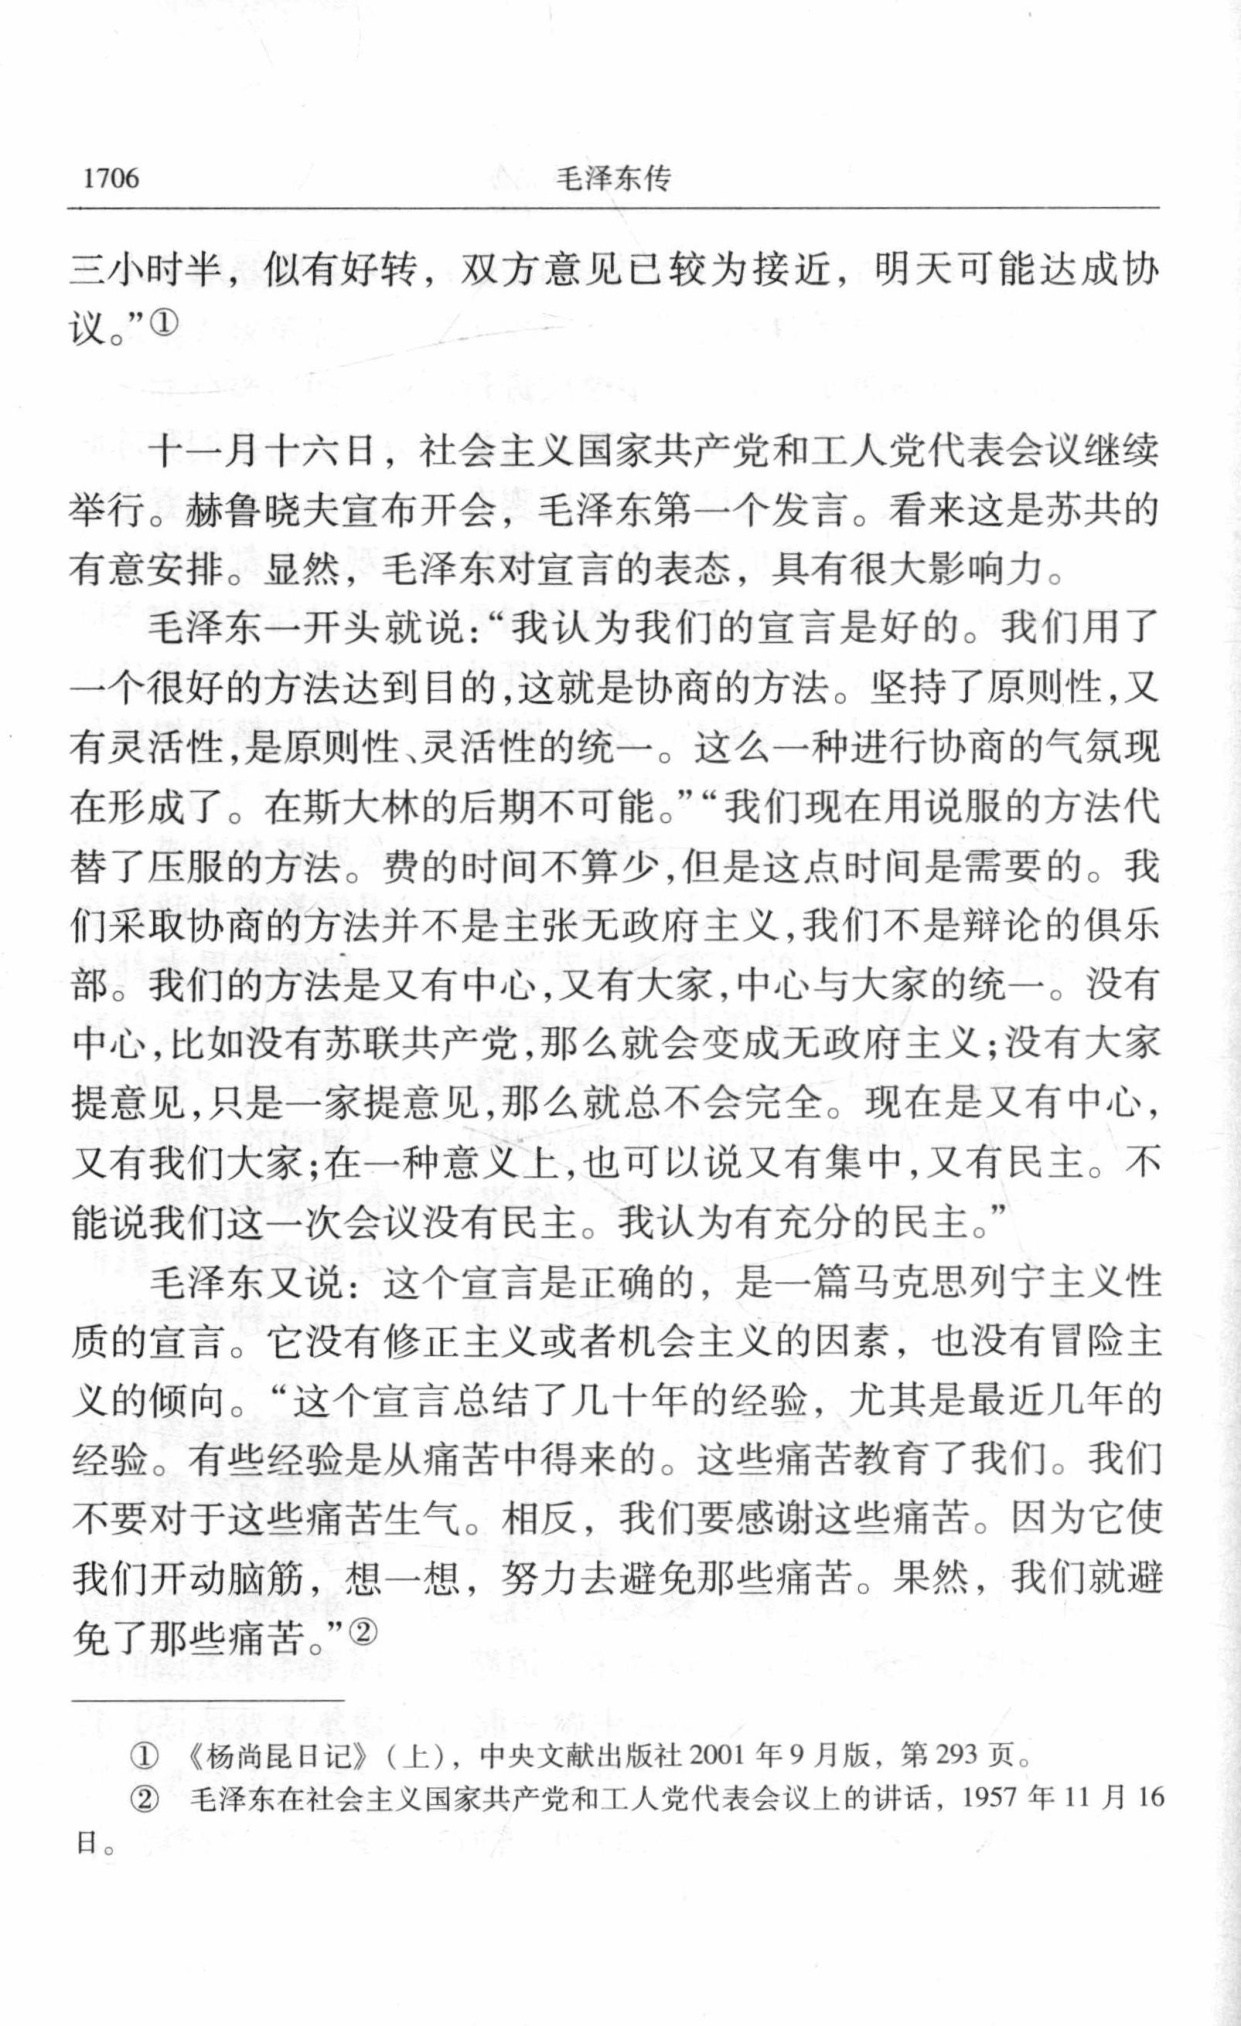 1706
毛泽东传
三小时半，似有好转，双方意见已较为接近，明天可能达成协
议。”①
十一月十六日，社会主义国家共产党和工人党代表会议继续
举行。赫鲁晓夫宣布开会，毛泽东第一个发言。看来这是苏共的
有意安排。显然，毛泽东对宣言的表态，具有很大影响力。
毛泽东一开头就说：“我认为我们的宣言是好的。我们用了
一个很好的方法达到目的，这就是协商的方法。坚持了原则性，又
有灵活性，是原则性、灵活性的统一。这么一种进行协商的气氛现
在形成了。在斯大林的后期不可能。”“我们现在用说服的方法代
替了压服的方法。费的时间不算少，但是这点时间是需要的。我
们采取协商的方法并不是主张无政府主义，我们不是辩论的俱乐
部。我们的方法是又有中心，又有大家，中心与大家的统一。没有
中心，比如没有苏联共产党，那么就会变成无政府主义；没有大家
提意见，只是一家提意见，那么就总不会完全。现在是又有中心，
又有我们大家；在一种意义上，也可以说又有集中，又有民主。不
能说我们这一次会议没有民主。我认为有充分的民主。”
毛泽东又说：这个宣言是正确的，是一篇马克思列宁主义性
质的宣言。它没有修正主义或者机会主义的因素，也没有冒险主
义的倾向。“这个宣言总结了几十年的经验，尤其是最近几年的
经验。有些经验是从痛苦中得来的。这些痛苦教育了我们。我们
不要对于这些痛苦生气。相反，我们要感谢这些痛苦。因为它使
我们开动脑筋，想一想，努力去避免那些痛苦。果然，我们就避
免了那些痛苦。”②
① 《杨尚昆日记》（上），中央文献出版社2001年9月版，第293页。
② 毛泽东在社会主义国家共产党和工人党代表会议上的讲话，1957年11月16
日。